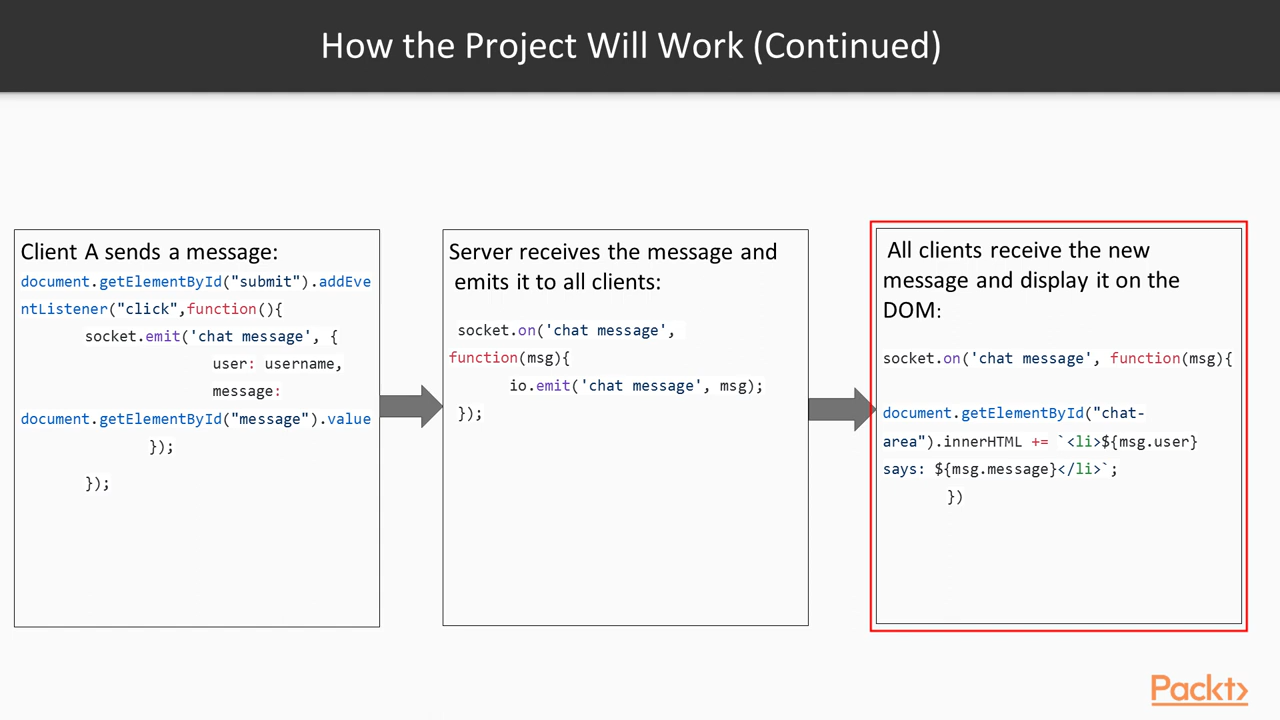 How the Project Will Work (Continued)
Client A sends a message:
document.getElementById("submit").addEve
ntListener("click",function(){
socket.emit('chat message', {
user: username,
message:
document.getElementById("message").value
});
});
Server receives the message and
emits it to all clients:
socket.on('chat message',
function(msg){
io.emit('chat message', msg);
});
All clients receive the new
message and display it on the
DOM:
socket.on('chat message', function(msg){
document.getElementById("chat-
area").innerHTML += `<li>${msg.user}
says: ${msg.message}</li>`;
})
Packt>